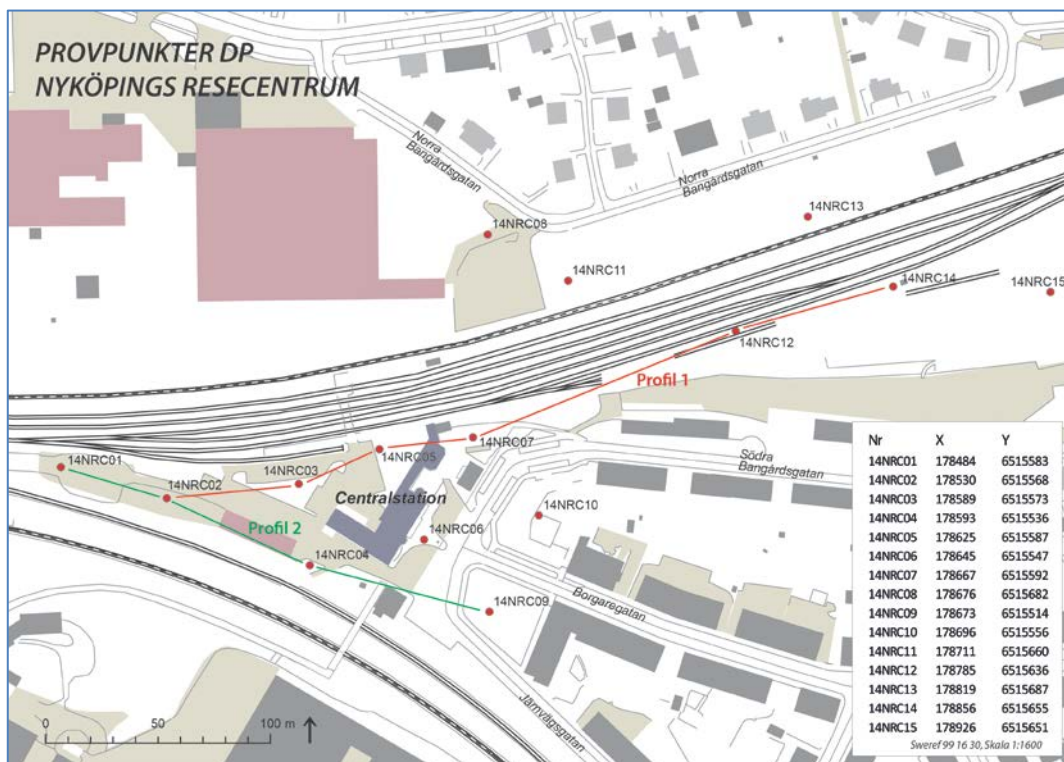 PROVPUNKTER DP
NYKÖPINGS RESECENTRUM
Norra
Bangårdsgatan
Norra
Bangårdsgatan
14NRC08
14NRC13
14NRC11
14NRC14
14NRC15
14NRC12
Profil 1
14NRC07
14NRC05
14NRC01
14NRC03
14NRC02
Centralstation
Södra
Bangårdsgatan
14NRC10
Profil 2
14NRC06
14NRC04
14NRC09
Borgaregatan
Järnvägsgatan
0 50 100 m
Nr X Y
14NRC01 178484 6515583
14NRC02 178530 6515568
14NRC03 178589 6515573
14NRC04 178593 6515536
14NRC05 178625 6515587
14NRC06 178645 6515547
14NRC07 178667 6515592
14NRC08 178676 6515682
14NRC09 178673 6515514
14NRC10 178696 6515556
14NRC11 178711 6515660
14NRC12 178785 6515636
14NRC13 178819 6515687
14NRC14 178856 6515655
14NRC15 178926 6515651
Sweref 99 16 30, Skala 1:1600